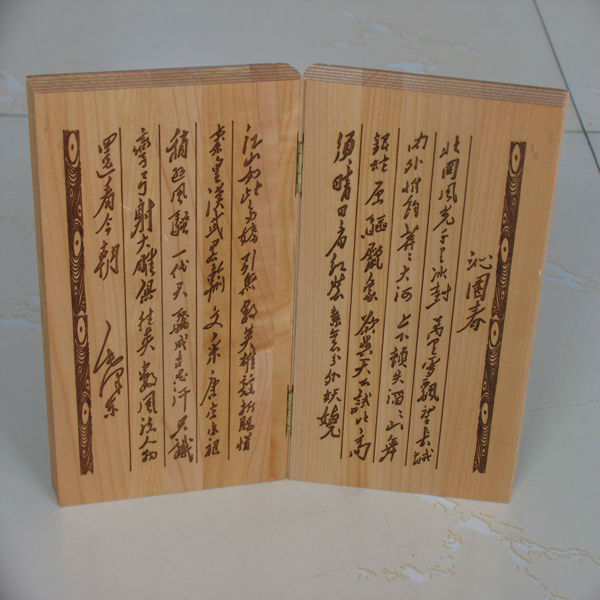 沁园春
北国风光千里冰封万里雪飘望长城
内外惟余莽莽大河上下顿失滔滔山舞
银蛇原驱腊象欲与天公试比高
须晴日看红装素裹分外妖娆
江山如此多娇引无数英雄竞折腰惜
秦皇汉武略输文采唐宗宋祖
稍逊风骚一代天骄成吉思汗只识
弯弓射大雕俱往矣数风流人物
还看今朝
毛泽东